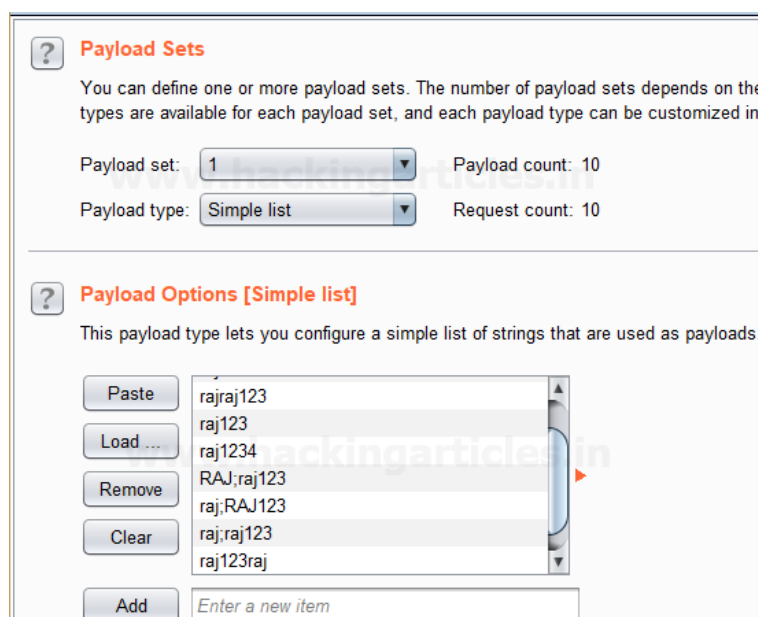 Payload Sets
You can define one or more payload sets. The number of payload sets depends on the
types are available for each payload set, and each payload type can be customized in
Payload set: 1 Payload count: 10
www.hackingarticles.in
Payload type: Simple list Request count: 10
Payload Options [Simple list]
This payload type lets you configure a simple list of strings that are used as payloads
Paste
rajraj123
raj123
Load ...
raj1234
www.hackingarticles.in
RAJ;raj123
Remove
raj;RAJ123
raj;raj123
Clear
raj123raj
Add Enter a new item